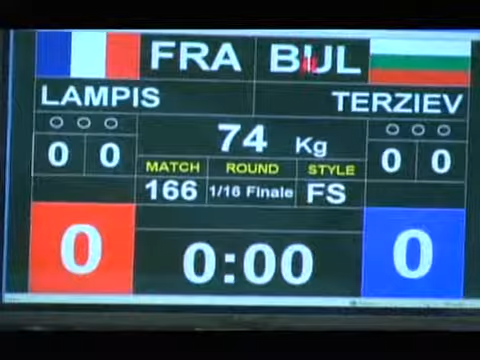 FRA BUL
LAMPIS TERZIEV
0 0 74 Kg 0 0
MATCH ROUND STYLE
166 1/16 Finale FS
0 0:00 0